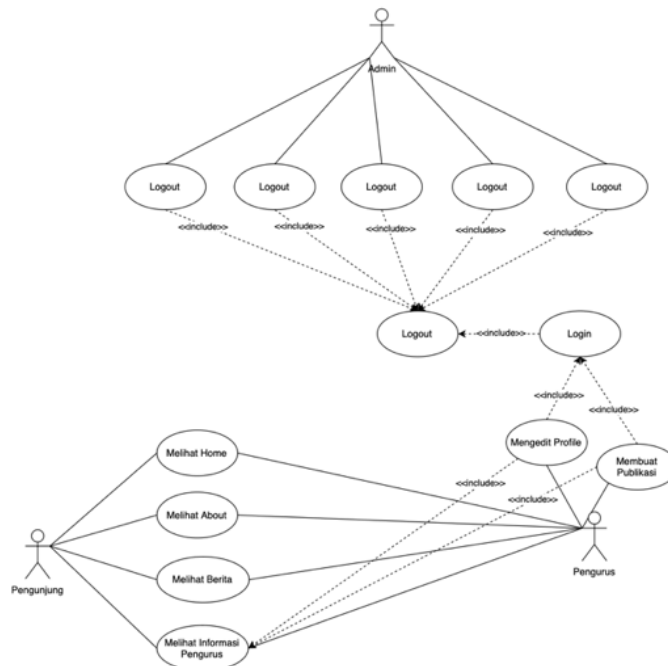 Admin
Logout
Logout
Logout
Logout
Logout
<<include>>
<<include>>
<<include>>
<<include>>
<<include>>
Logout
<<include>>
Login
<<include>>
<<include>>
Mengedit Profile
Membuat
Publikasi
Melihat Home
<<include>>
<<include>>
Melihat About
Pengunjung
Melihat Berita
Pengurus
Melihat Informasi
Pengurus